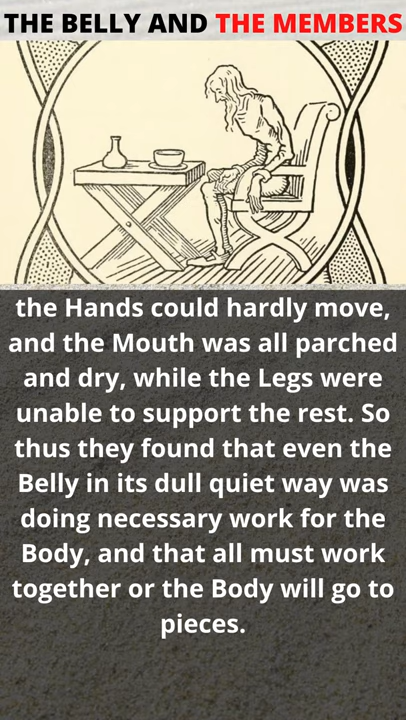 THE BELLY AND THE MEMBERS
the Hands could hardly move,
and the Mouth was all parched
and dry, while the Legs were
unable to support the rest. So
thus they found that even the
Belly in its dull quiet way was
doing necessary work for the
Body, and that all must work
together or the Body will go to
pieces.